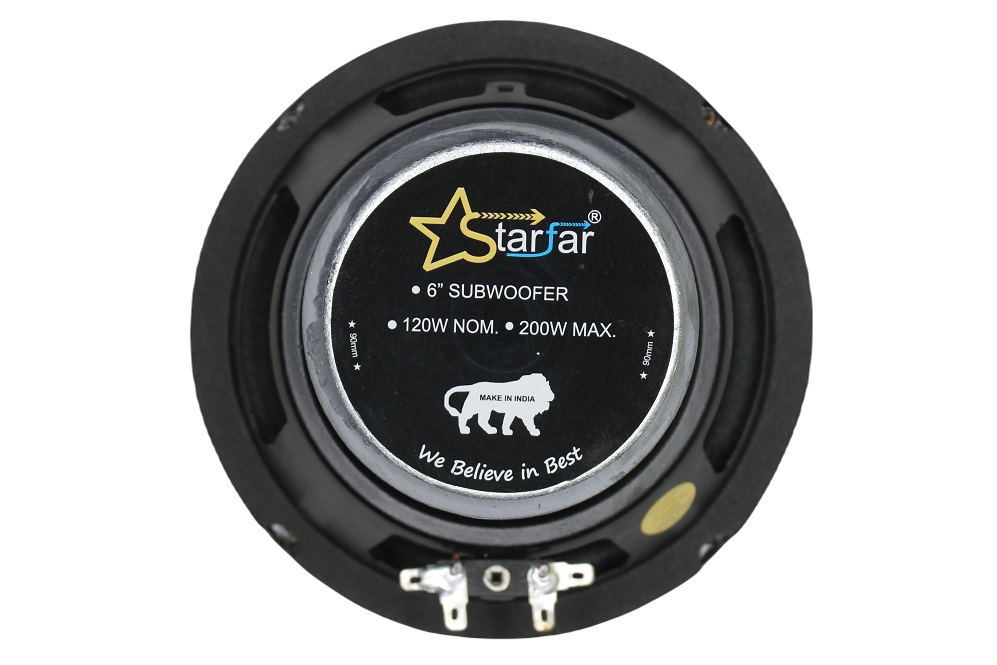 Starfar®
• 6” SUBWOOFER
• 120W NOM. • 200W MAX.
★ 90mm ★
★ 90mm ★
MAKE IN INDIA
We Believe in Best